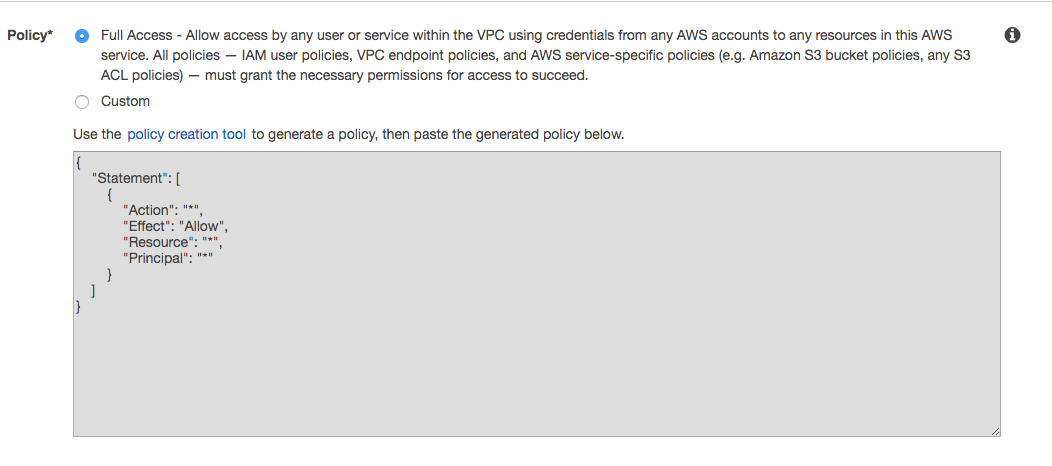 Policy* Full Access - Allow access by any user or service within the VPC using credentials from any AWS accounts to any resources in this AWS
service. All policies — IAM user policies, VPC endpoint policies, and AWS service-specific policies (e.g. Amazon S3 bucket policies, any S3
ACL policies) — must grant the necessary permissions for access to succeed.
Custom
Use the policy creation tool to generate a policy, then paste the generated policy below.
{
"Statement": [
{
"Action": "*",
"Effect": "Allow",
"Resource": "*",
"Principal": "*"
}
]
}